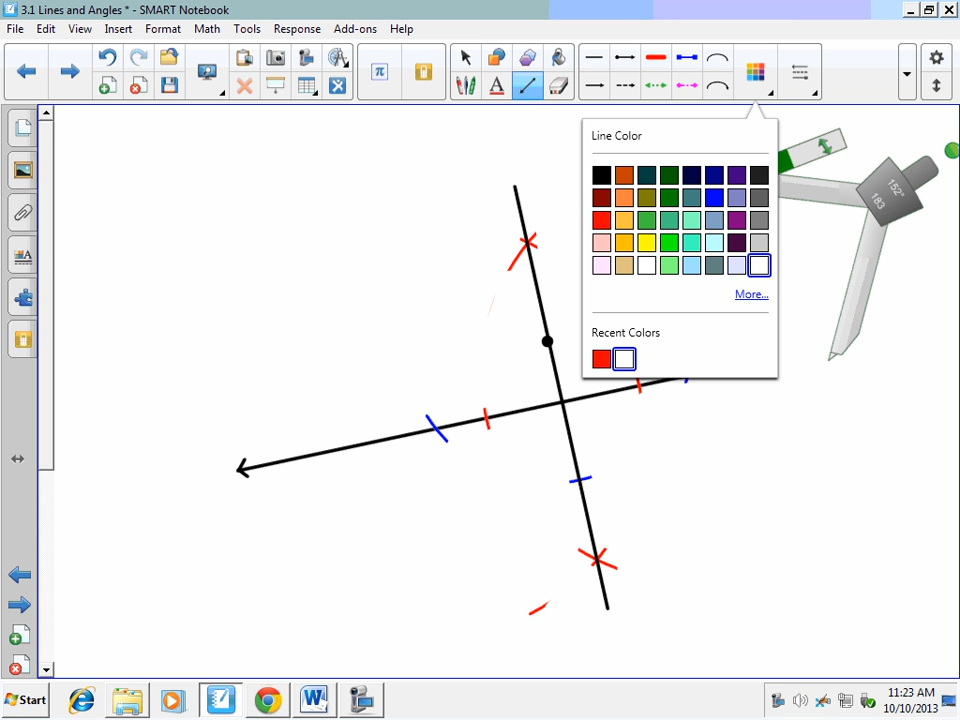 3.1 Lines and Angles * - SMART Notebook
File Edit View Insert Format Math Tools Response Add-ons Help
π
A
Line Color
More...
Recent Colors
152°
183
Start
11:23 AM
10/10/2013